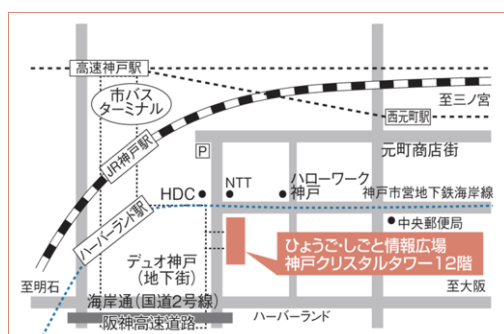 高速神戸駅
市バス
ターミナル
至三ノ宮
西元町駅
JR神戸駅
P
元町商店街
HDC
NTT
ハローワーク
神戸
神戸市営地下鉄海岸線
ハーバーランド駅
中央郵便局
デュオ神戸
(地下街)
ひょうご・しごと情報広場
神戸クリスタルタワー12階
至明石
至大阪
海岸通(国道2号線)
ハーバーランド
阪神高速道路